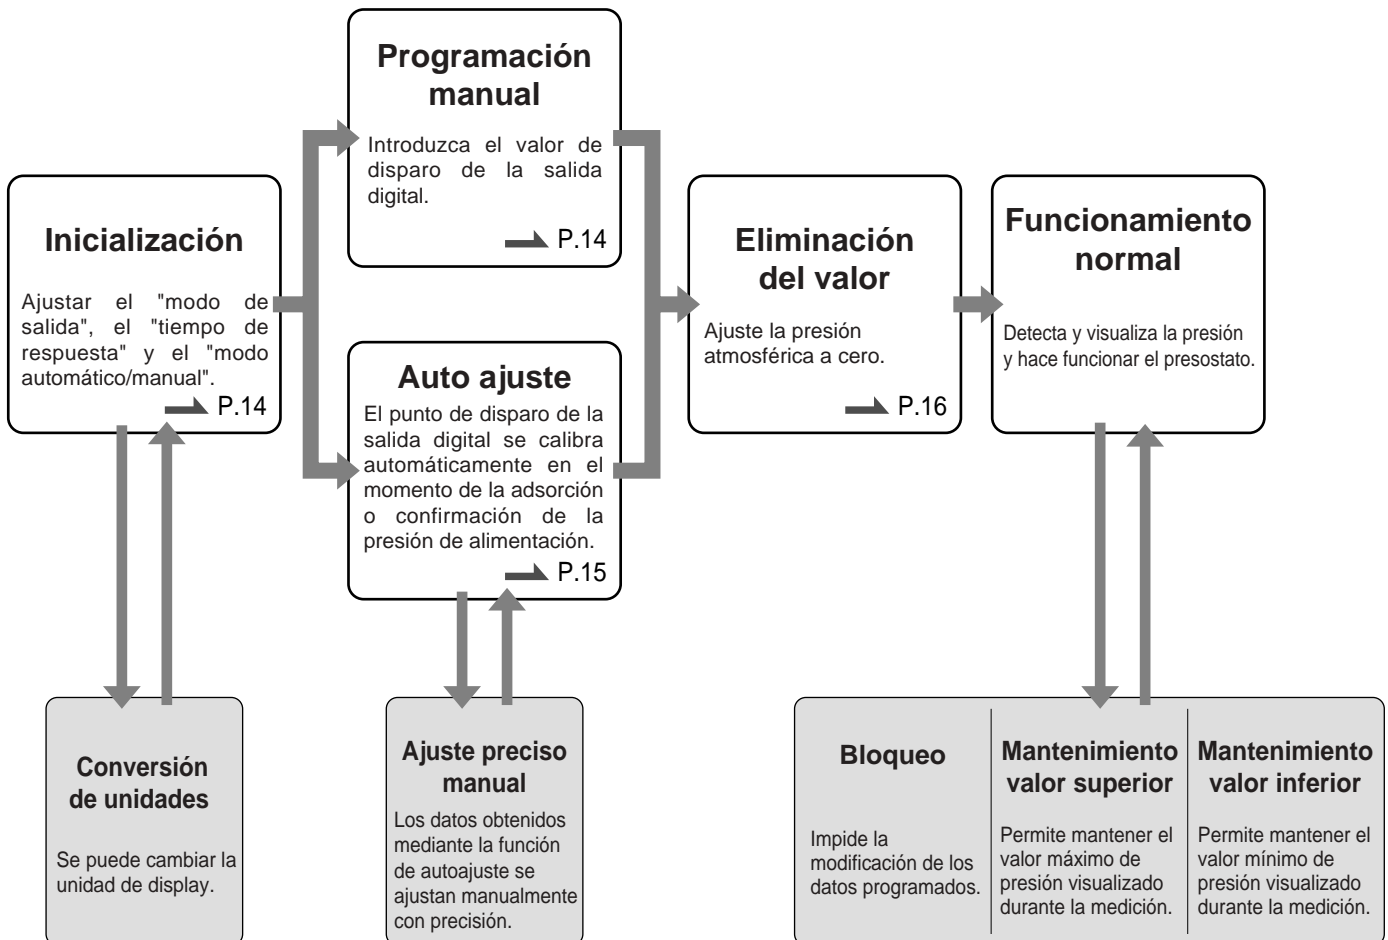 Programación
manual
Introduzca el valor de
disparo de la salida
digital.
P.14
Inicialización
Ajustar el "modo de
salida", el "tiempo de
respuesta" y el "modo
automático/manual".
P.14
Auto ajuste
El punto de disparo de la
salida digital se calibra
automáticamente en el
momento de la adsorción
o confirmación de la
presión de alimentación.
P.15
Eliminación
del valor
Ajuste la presión
atmosférica a cero.
P.16
Funcionamiento
normal
Detecta y visualiza la presión
y hace funcionar el presostato.
Conversión
de unidades
Se puede cambiar la
unidad de display.
Ajuste preciso
manual
Los datos obtenidos
mediante la función
de autoajuste se
ajustan manualmente
con precisión.
Bloqueo
Impide la
modificación de los
datos programados.
Mantenimiento
valor superior
Permite mantener el
valor máximo de
presión visualizado
durante la medición.
Mantenimiento
valor inferior
Permite mantener el
valor mínimo de
presión visualizado
durante la medición.